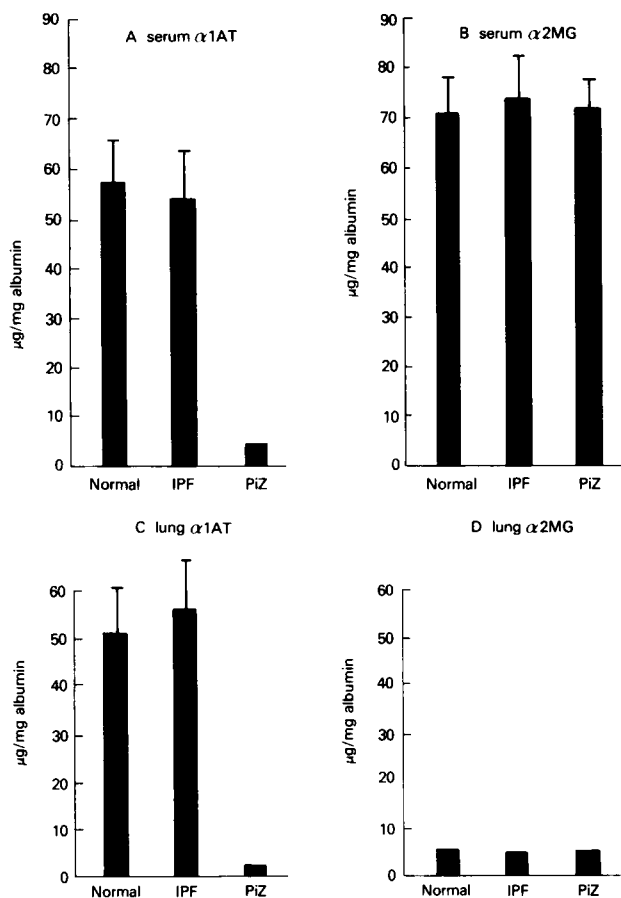 A serum α1AT
90
80
70
60
50
40
30
20
10
0
µg/mg albumin
Normal IPF PiZ
B serum α2MG
90
80
70
60
50
40
30
20
10
0
µg/mg albumin
Normal IPF PiZ
C lung α1AT
60
50
40
30
20
10
0
µg/mg albumin
Normal IPF PiZ
D lung α2MG
60
50
40
30
20
10
0
µg/mg albumin
Normal IPF PiZ